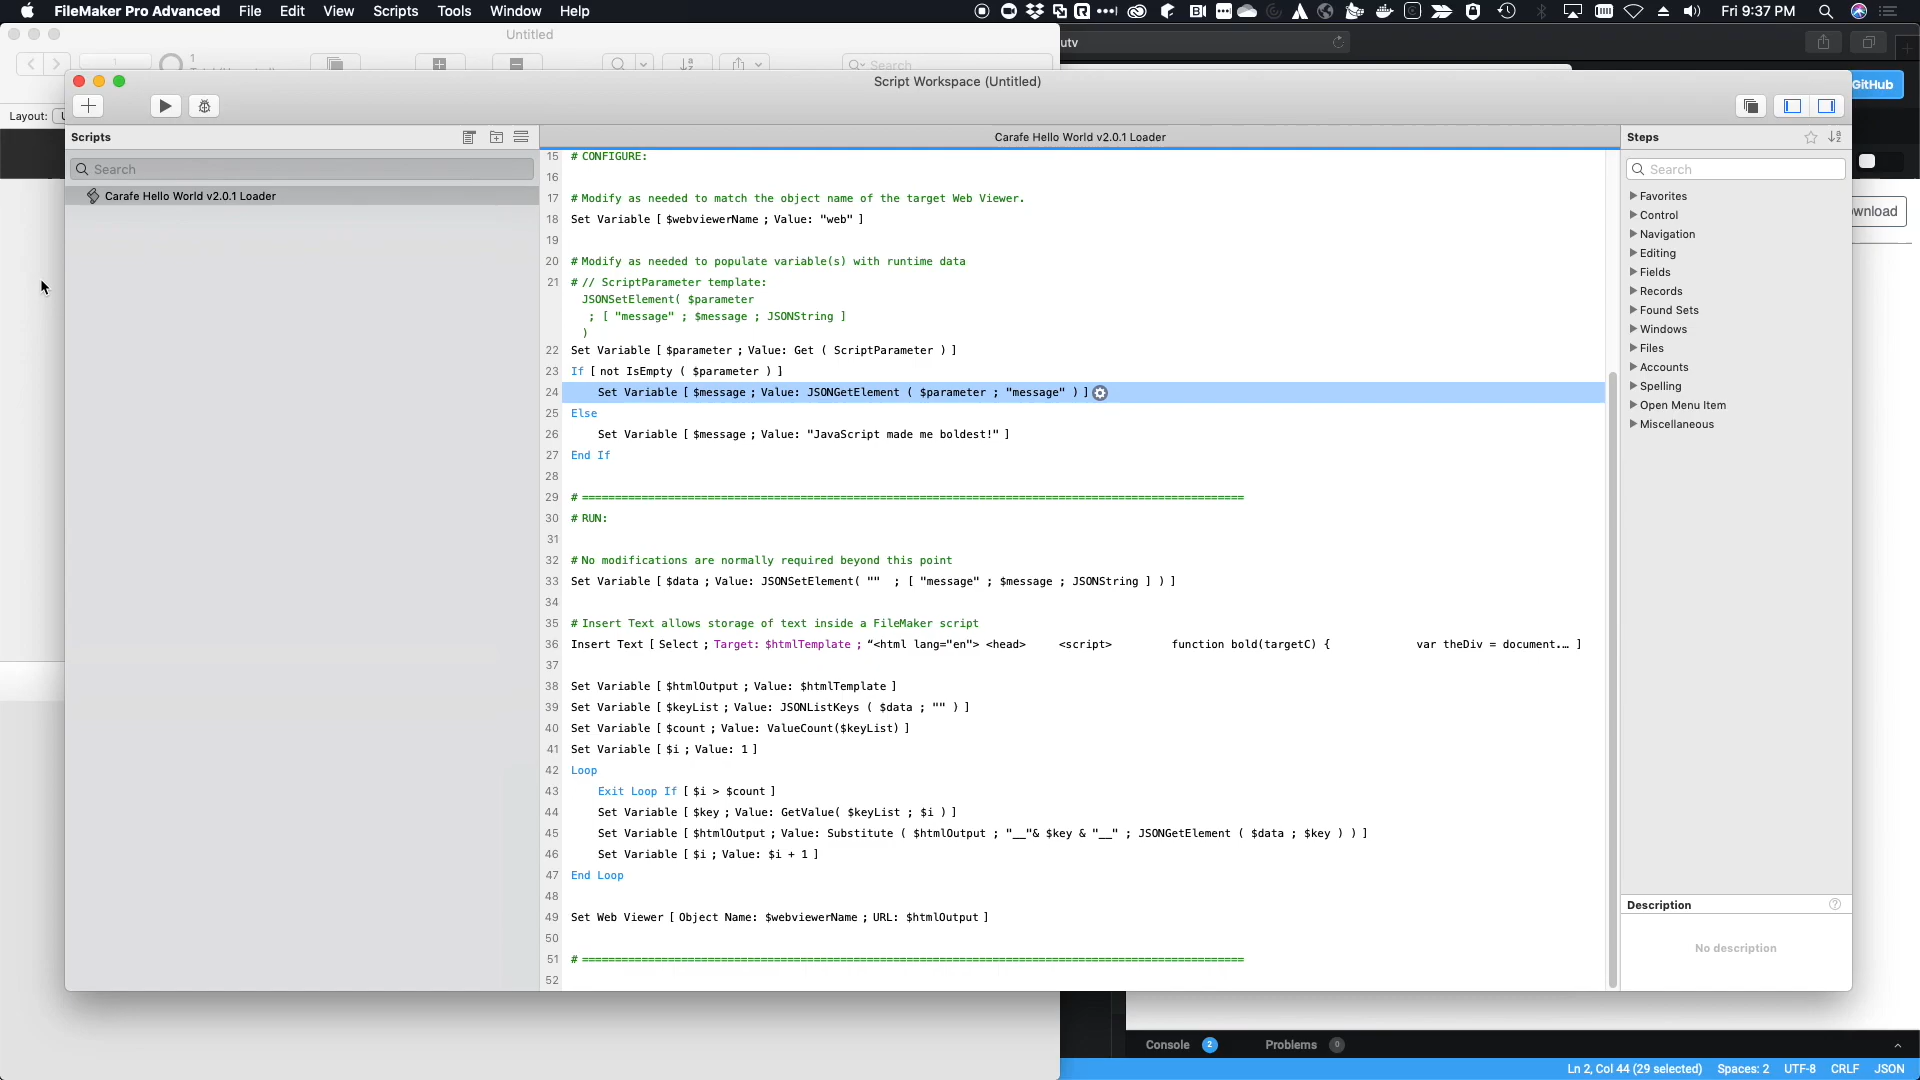 FileMaker Pro Advanced File Edit View Scripts Tools Window Help Fri 9:37 PM
Untitled
utv
1
Search
Script Workspace (Untitled)
GitHub
Layout:
Scripts
Carafe Hello World v2.0.1 Loader
Steps
Search
Search
Carafe Hello World v2.0.1 Loader
wnload
15 # CONFIGURE:
16
17 # Modify as needed to match the object name of the target Web Viewer.
18 Set Variable [ $webviewerName ; Value: "web" ]
19
20 # Modify as needed to populate variable(s) with runtime data
21 # // ScriptParameter template:
JSONSetElement( $parameter
; [ "message" ; $message ; JSONString ]
)
22 Set Variable [ $parameter ; Value: Get ( ScriptParameter ) ]
23 If [ not IsEmpty ( $parameter ) ]
24 Set Variable [ $message ; Value: JSONGetElement ( $parameter ; "message" ) ]
25 Else
26 Set Variable [ $message ; Value: "JavaScript made me boldest!" ]
27 End If
28
29 # ====================================================================================================
30 # RUN:
31
32 # No modifications are normally required beyond this point
33 Set Variable [ $data ; Value: JSONSetElement( "" ; [ "message" ; $message ; JSONString ] ) ]
34
35 # Insert Text allows storage of text inside a FileMaker script
36 Insert Text [ Select ; Target: $htmlTemplate ; “<html lang="en"> <head> <script> function bold(targetC) { var theDiv = document.… ]
37
38 Set Variable [ $htmlOutput ; Value: $htmlTemplate ]
39 Set Variable [ $keyList ; Value: JSONListKeys ( $data ; "" ) ]
40 Set Variable [ $count ; Value: ValueCount($keyList) ]
41 Set Variable [ $i ; Value: 1 ]
42 Loop
43 Exit Loop If [ $i > $count ]
44 Set Variable [ $key ; Value: GetValue( $keyList ; $i ) ]
45 Set Variable [ $htmlOutput ; Value: Substitute ( $htmlOutput ; "__"& $key & "__" ; JSONGetElement ( $data ; $key ) ) ]
46 Set Variable [ $i ; Value: $i + 1 ]
47 End Loop
48
49 Set Web Viewer [ Object Name: $webviewerName ; URL: $htmlOutput ]
50
51 # ====================================================================================================
52
Favorites
Control
Navigation
Editing
Fields
Records
Found Sets
Windows
Files
Accounts
Spelling
Open Menu Item
Miscellaneous
Description
No description
Console 2 Problems 0
Ln 2, Col 44 (29 selected) Spaces: 2 UTF-8 CRLF JSON